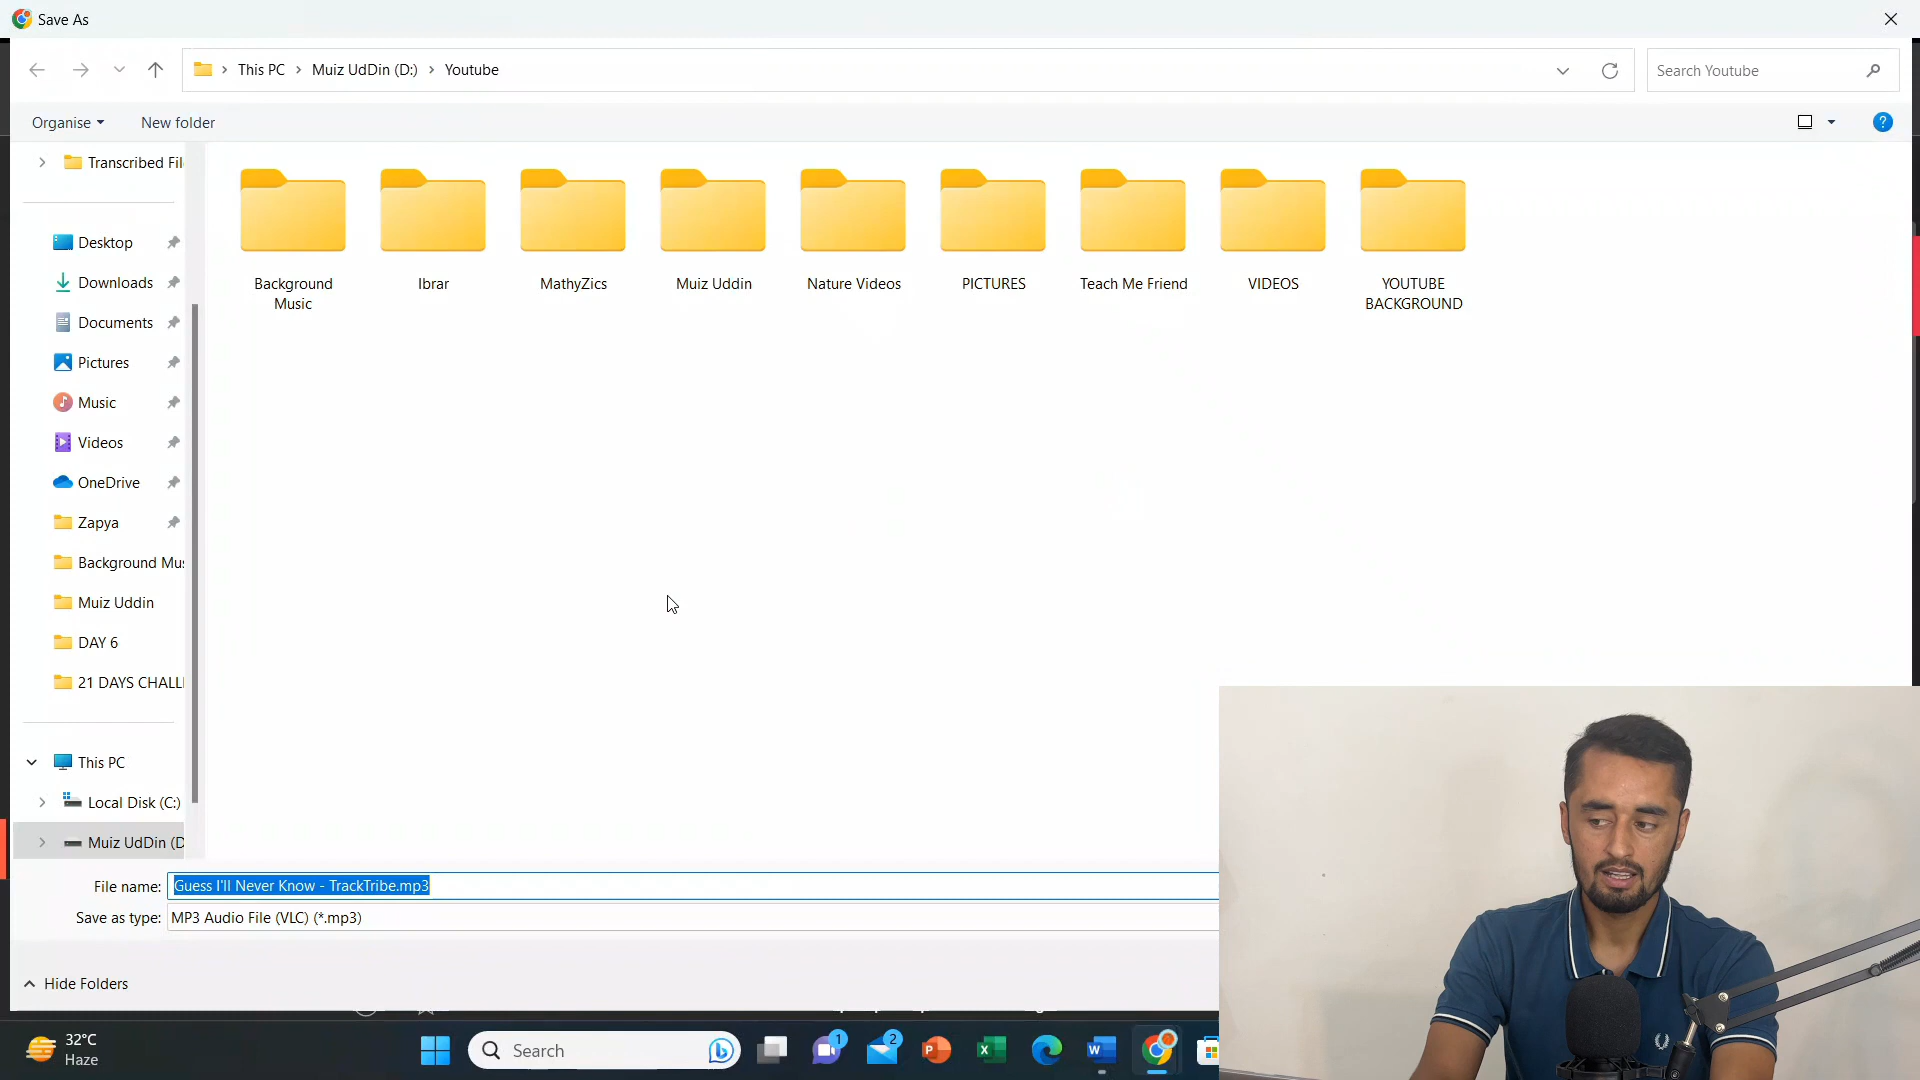 Save As
This PC > Muiz UdDin (D:) > Youtube
Search Youtube
Organise
New folder
Transcribed Fil
Desktop
Downloads
Documents
Pictures
Music
Videos
OneDrive
Zapya
Background Mus
Muiz Uddin
DAY 6
21 DAYS CHALL
This PC
Local Disk (C:)
Muiz UdDin (D
Background
Music
Ibrar
MathyZics
Muiz Uddin
Nature Videos
PICTURES
Teach Me Friend
VIDEOS
YOUTUBE
BACKGROUND
File name: Guess I'll Never Know - TrackTribe.mp3
Save as type: MP3 Audio File (VLC) (*.mp3)
Hide Folders
32°C
Haze
Search
1
2